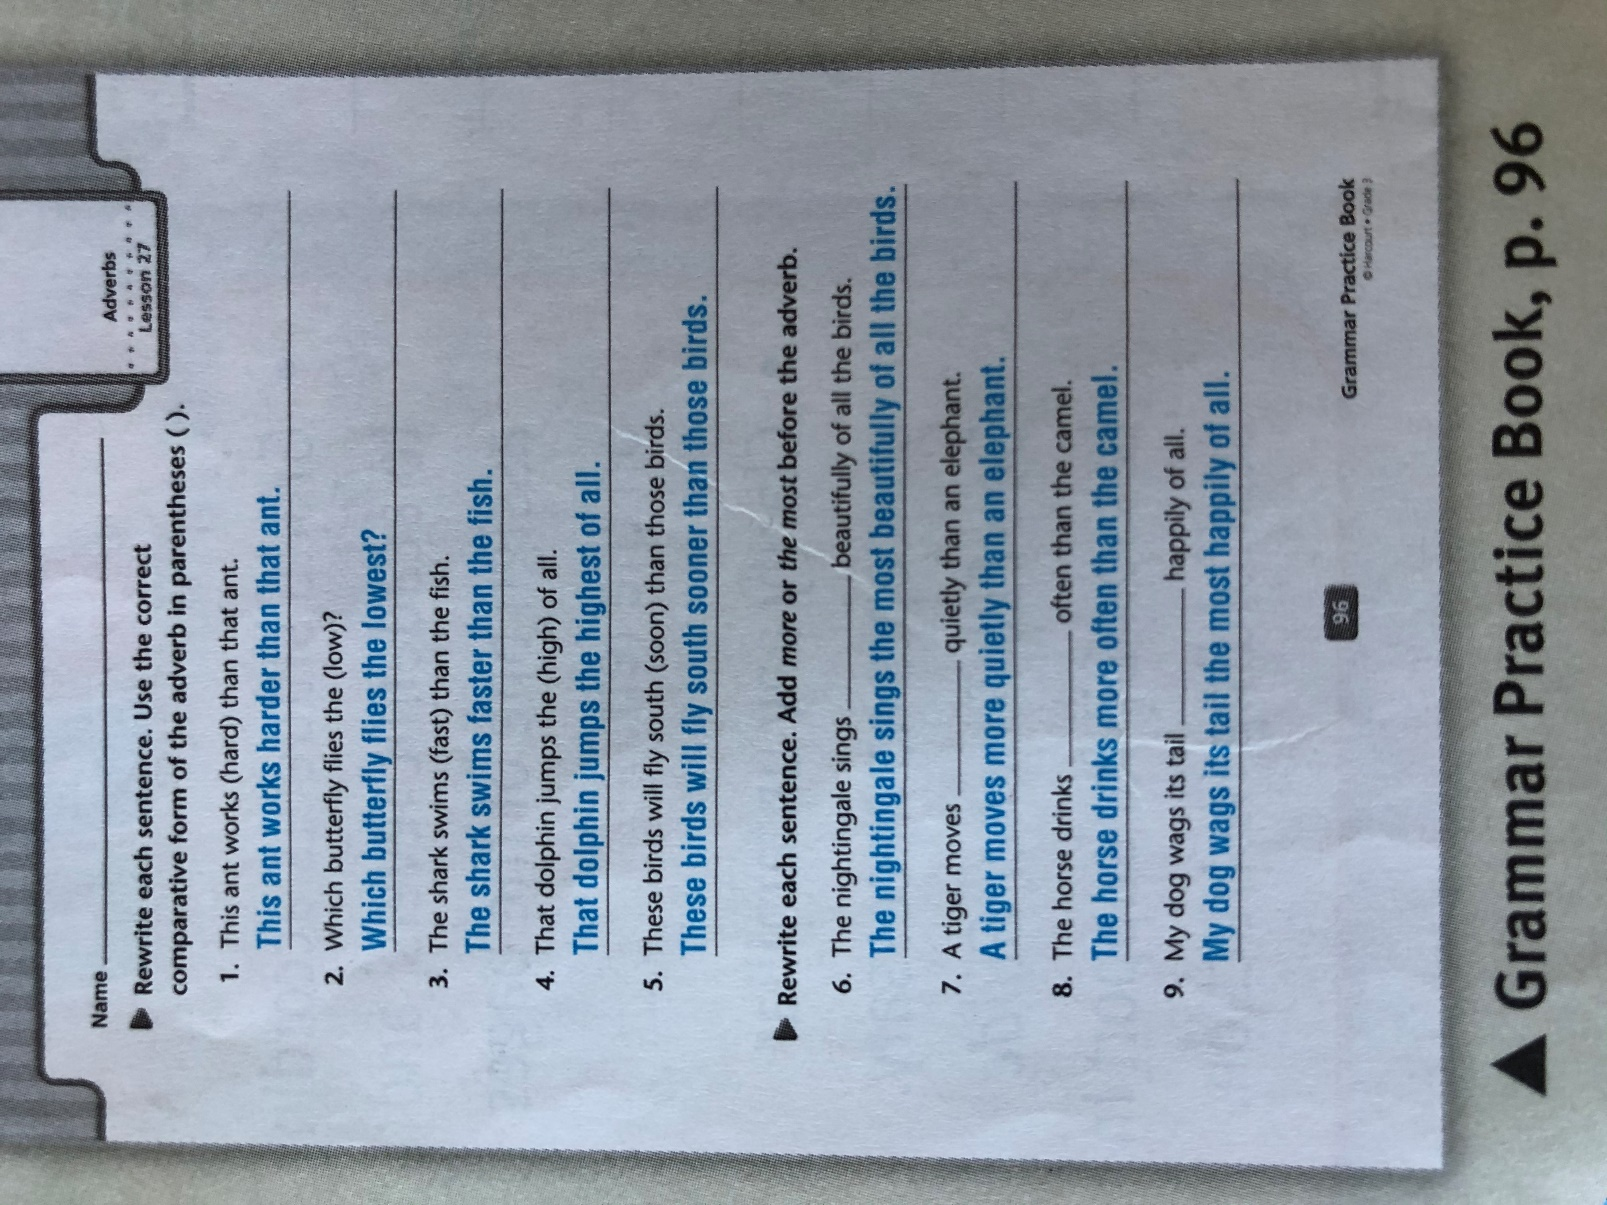 Adverbs
Lesson 27
Name
Rewrite each sentence. Use the correct
comparative form of the adverb in parentheses ( ).
1. This ant works (hard) than that ant.
This ant works harder than that ant.
2. Which butterfly flies the (low)?
Which butterfly flies the lowest?
3. The shark swims (fast) than the fish.
The shark swims faster than the fish.
4. That dolphin jumps the (high) of all.
That dolphin jumps the highest of all.
5. These birds will fly south (soon) than those birds.
These birds will fly south sooner than those birds.
Rewrite each sentence. Add more or the most before the adverb.
6. The nightingale sings ________ beautifully of all the birds.
The nightingale sings the most beautifully of all the birds.
7. A tiger moves ________ quietly than an elephant.
A tiger moves more quietly than an elephant.
8. The horse drinks ________ often than the camel.
The horse drinks more often than the camel.
9. My dog wags its tail ________ happily of all.
My dog wags its tail the most happily of all.
96
Grammar Practice Book
© Harcourt • Grade 3
▲ Grammar Practice Book, p. 96